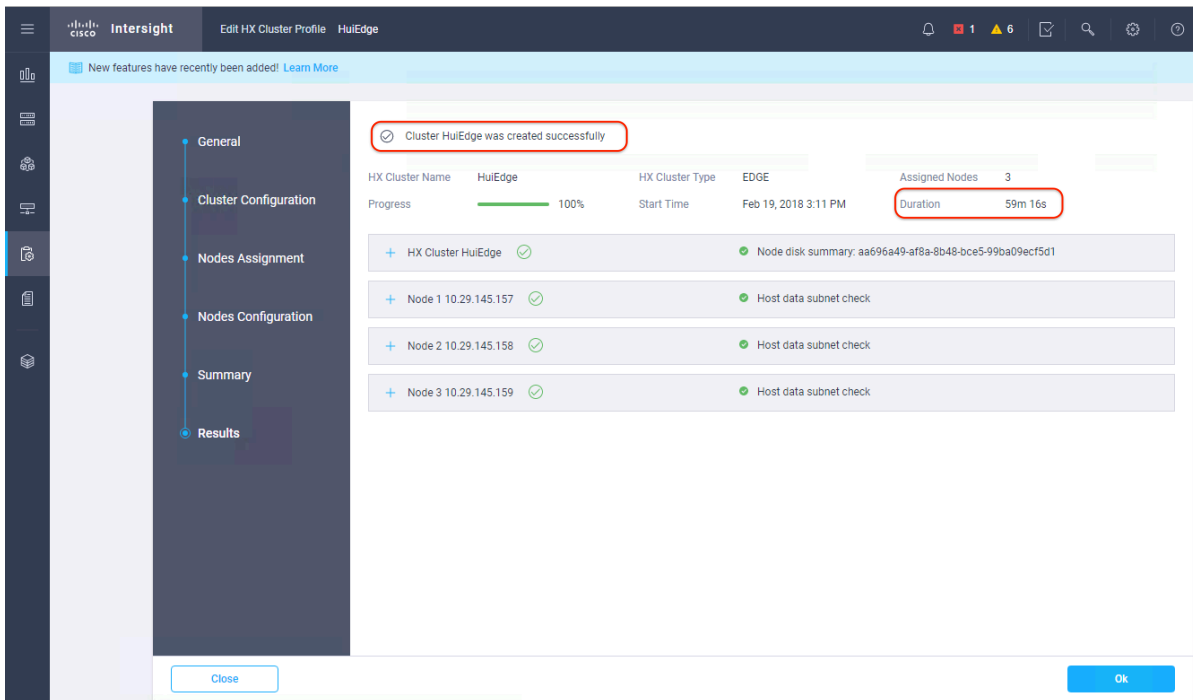 cisco Intersight Edit HX Cluster Profile HuiEdge 1 6
New features have recently been added! Learn More
General
Cluster Configuration
Nodes Assignment
Nodes Configuration
Summary
Results
Cluster HuiEdge was created successfully
HX Cluster Name HuiEdge HX Cluster Type EDGE Assigned Nodes 3
Progress 100% Start Time Feb 19, 2018 3:11 PM Duration 59m 16s
+ HX Cluster HuiEdge Node disk summary: aa696a49-af8a-8b48-bce5-99ba09ecf5d1
+ Node 1 10.29.145.157 Host data subnet check
+ Node 2 10.29.145.158 Host data subnet check
+ Node 3 10.29.145.159 Host data subnet check
Close Ok